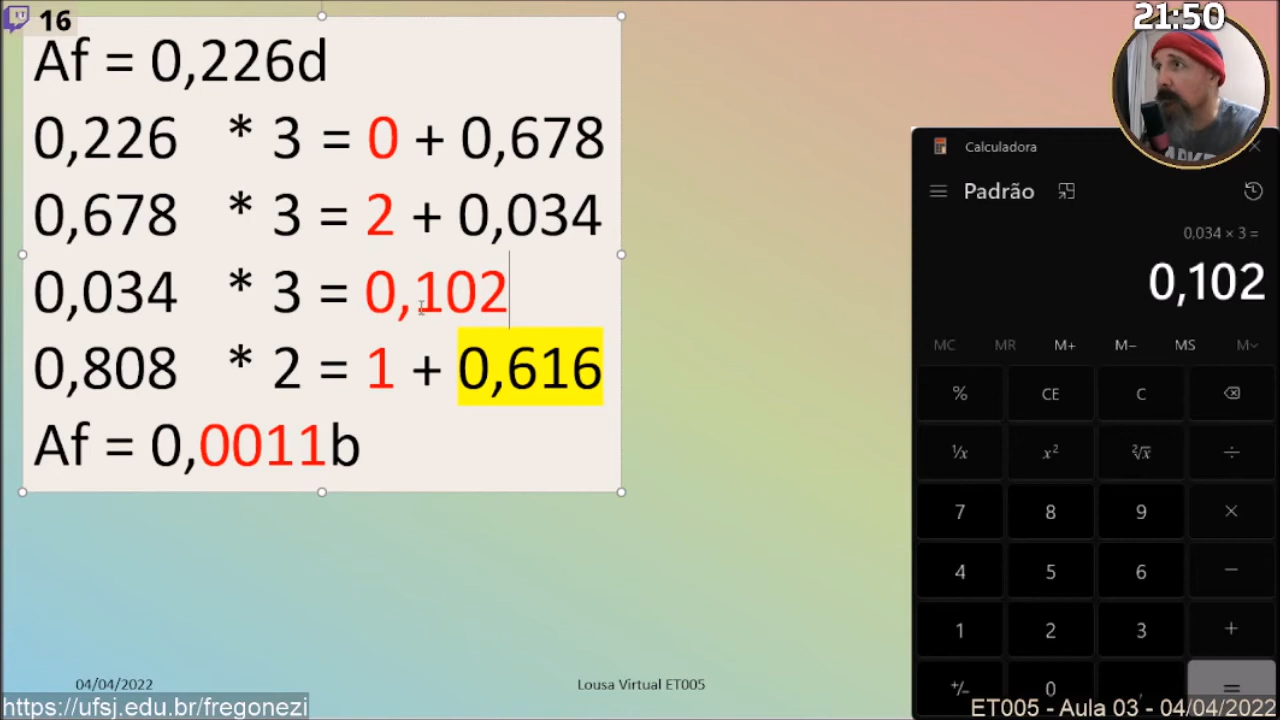 16
21:50
Af = 0,226d
0,226 * 3 = 0 + 0,678
0,678 * 3 = 2 + 0,034
0,034 * 3 = 0,102
0,808 * 2 = 1 + 0,616
Af = 0,0011b
Calculadora
Padrão
0,034 × 3 =
0,102
MC MR M+ M− MS M˅
% CE C
¹/x x² ²√x ÷
7 8 9 ×
4 5 6 −
1 2 3 +
+/− 0 , =
04/04/2022
Lousa Virtual ET005
https://ufsj.edu.br/fregonezi
ET005 - Aula 03 - 04/04/2022